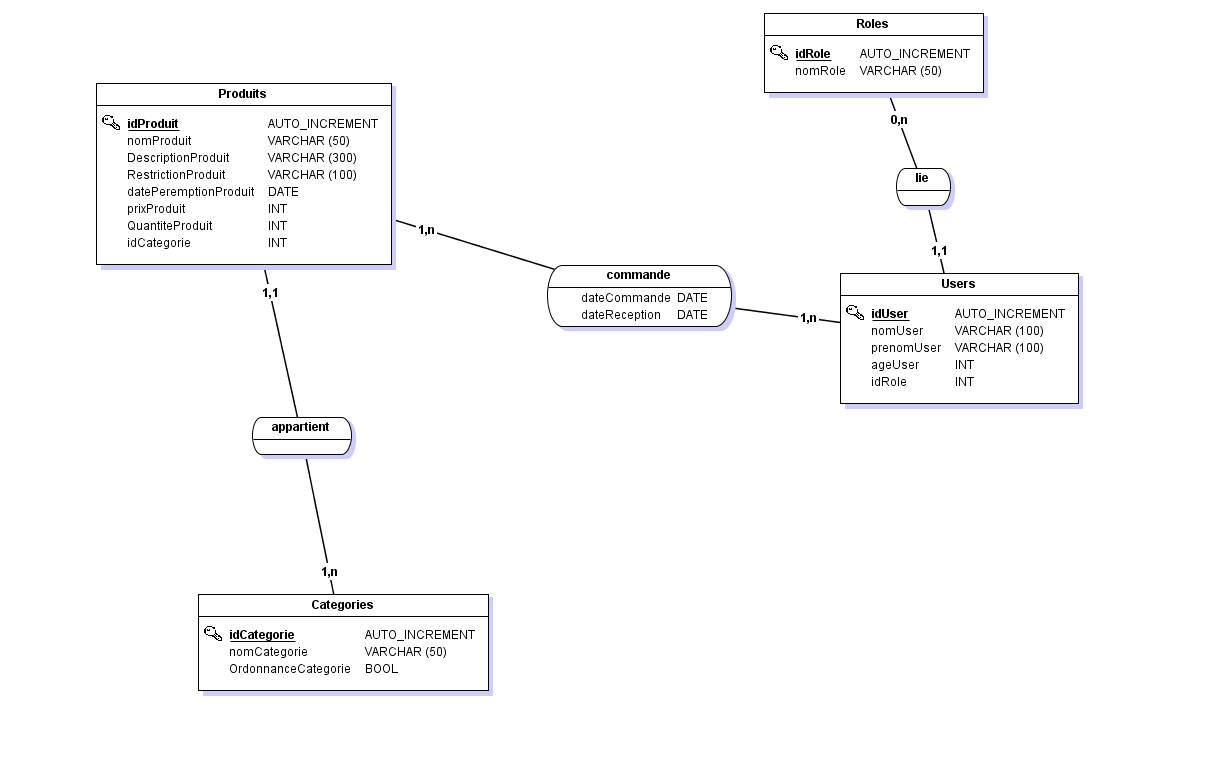 Roles
idRole AUTO_INCREMENT
nomRole VARCHAR (50)
0,n
lie
1,1
Produits
idProduit AUTO_INCREMENT
nomProduit VARCHAR (50)
DescriptionProduit VARCHAR (300)
RestrictionProduit VARCHAR (100)
datePeremptionProduit DATE
prixProduit INT
QuantiteProduit INT
idCategorie INT
1,n
commande
dateCommande DATE
dateReception DATE
1,n
Users
idUser AUTO_INCREMENT
nomUser VARCHAR (100)
prenomUser VARCHAR (100)
ageUser INT
idRole INT
1,1
appartient
1,n
Categories
idCategorie AUTO_INCREMENT
nomCategorie VARCHAR (50)
OrdonnanceCategorie BOOL